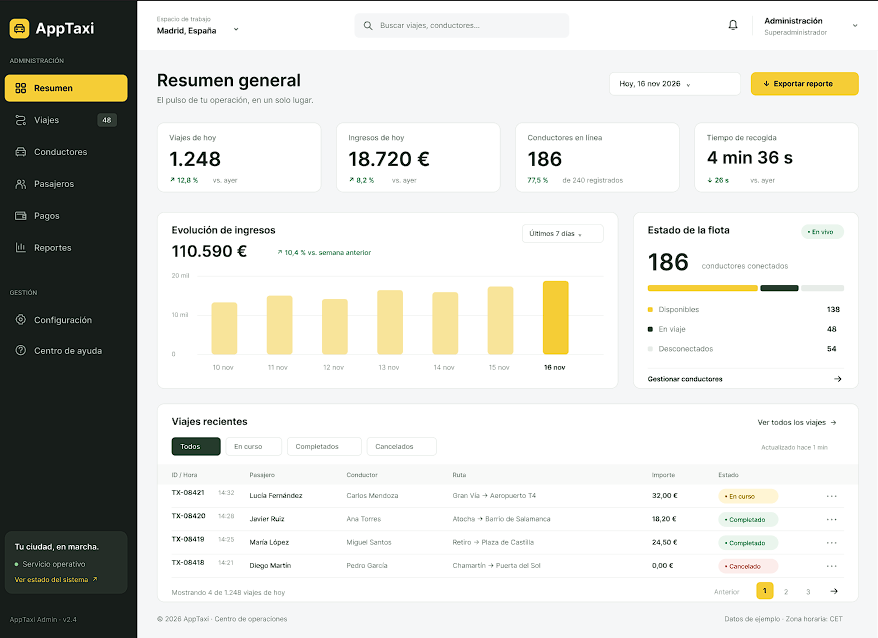 AppTaxi
ADMINISTRACIÓN
Resumen
Viajes 48
Conductores
Pasajeros
Pagos
Reportes
GESTIÓN
Configuración
Centro de ayuda
Tu ciudad, en marcha.
Servicio operativo
Ver estado del sistema ↗
AppTaxi Admin · v2.4
Espacio de trabajo
Madrid, España
Buscar viajes, conductores...
Administración
Superadministrador
Resumen general
El pulso de tu operación, en un solo lugar.
Hoy, 16 nov 2026
↓ Exportar reporte
Viajes de hoy
1.248
↗ 12,8 % vs. ayer
Ingresos de hoy
18.720 €
↗ 8,2 % vs. ayer
Conductores en línea
186
77,5 % de 240 registrados
Tiempo de recogida
4 min 36 s
↓ 26 s vs. ayer
Evolución de ingresos
110.590 €
↗ 10,4 % vs. semana anterior
Últimos 7 días
20 mil
10 mil
0
10 nov 11 nov 12 nov 13 nov 14 nov 15 nov 16 nov
Estado de la flota
• En vivo
186 conductores conectados
Disponibles 138
En viaje 48
Desconectados 54
Gestionar conductores →
Viajes recientes
Ver todos los viajes →
Todos En curso Completados Cancelados
Actualizado hace 1 min
ID / Hora Pasajero Conductor Ruta Importe Estado
TX-08421 14:32 Lucía Fernández Carlos Mendoza Gran Vía → Aeropuerto T4 32,00 € • En curso ...
TX-08420 14:28 Javier Ruiz Ana Torres Atocha → Barrio de Salamanca 18,20 € • Completado ...
TX-08419 14:25 María López Miguel Santos Retiro → Plaza de Castilla 24,50 € • Completado ...
TX-08418 14:21 Diego Martín Pedro García Chamartín → Puerta del Sol 0,00 € • Cancelado ...
Mostrando 4 de 1.248 viajes de hoy
Anterior 1 2 3 →
© 2026 AppTaxi · Centro de operaciones
Datos de ejemplo · Zona horaria: CET